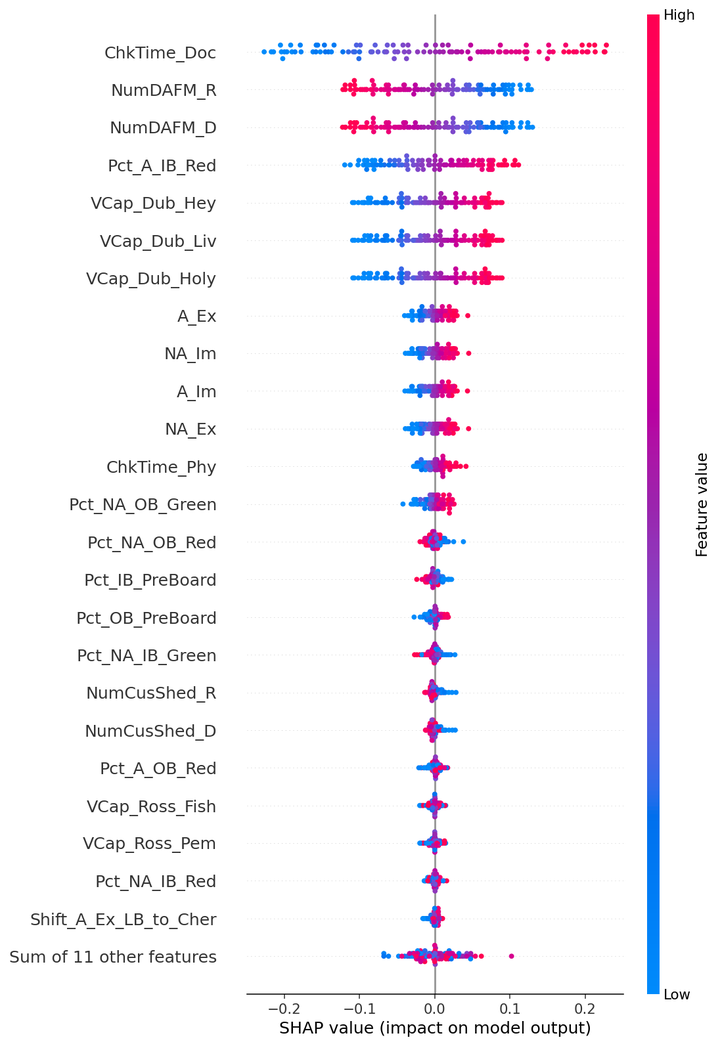 High
ChkTime_Doc
NumDAFM_R
NumDAFM_D
Pct_A_IB_Red
VCap_Dub_Hey
VCap_Dub_Liv
VCap_Dub_Holy
A_Ex
NA_Im
A_Im
NA_Ex
ChkTime_Phy
Pct_NA_OB_Green
Pct_NA_OB_Red
Pct_IB_PreBoard
Pct_OB_PreBoard
Pct_NA_IB_Green
NumCusShed_R
NumCusShed_D
Pct_A_OB_Red
VCap_Ross_Fish
VCap_Ross_Pem
Pct_NA_IB_Red
Shift_A_Ex_LB_to_Cher
Sum of 11 other features
Feature value
Low
−0.2 −0.1 0.0 0.1 0.2
SHAP value (impact on model output)